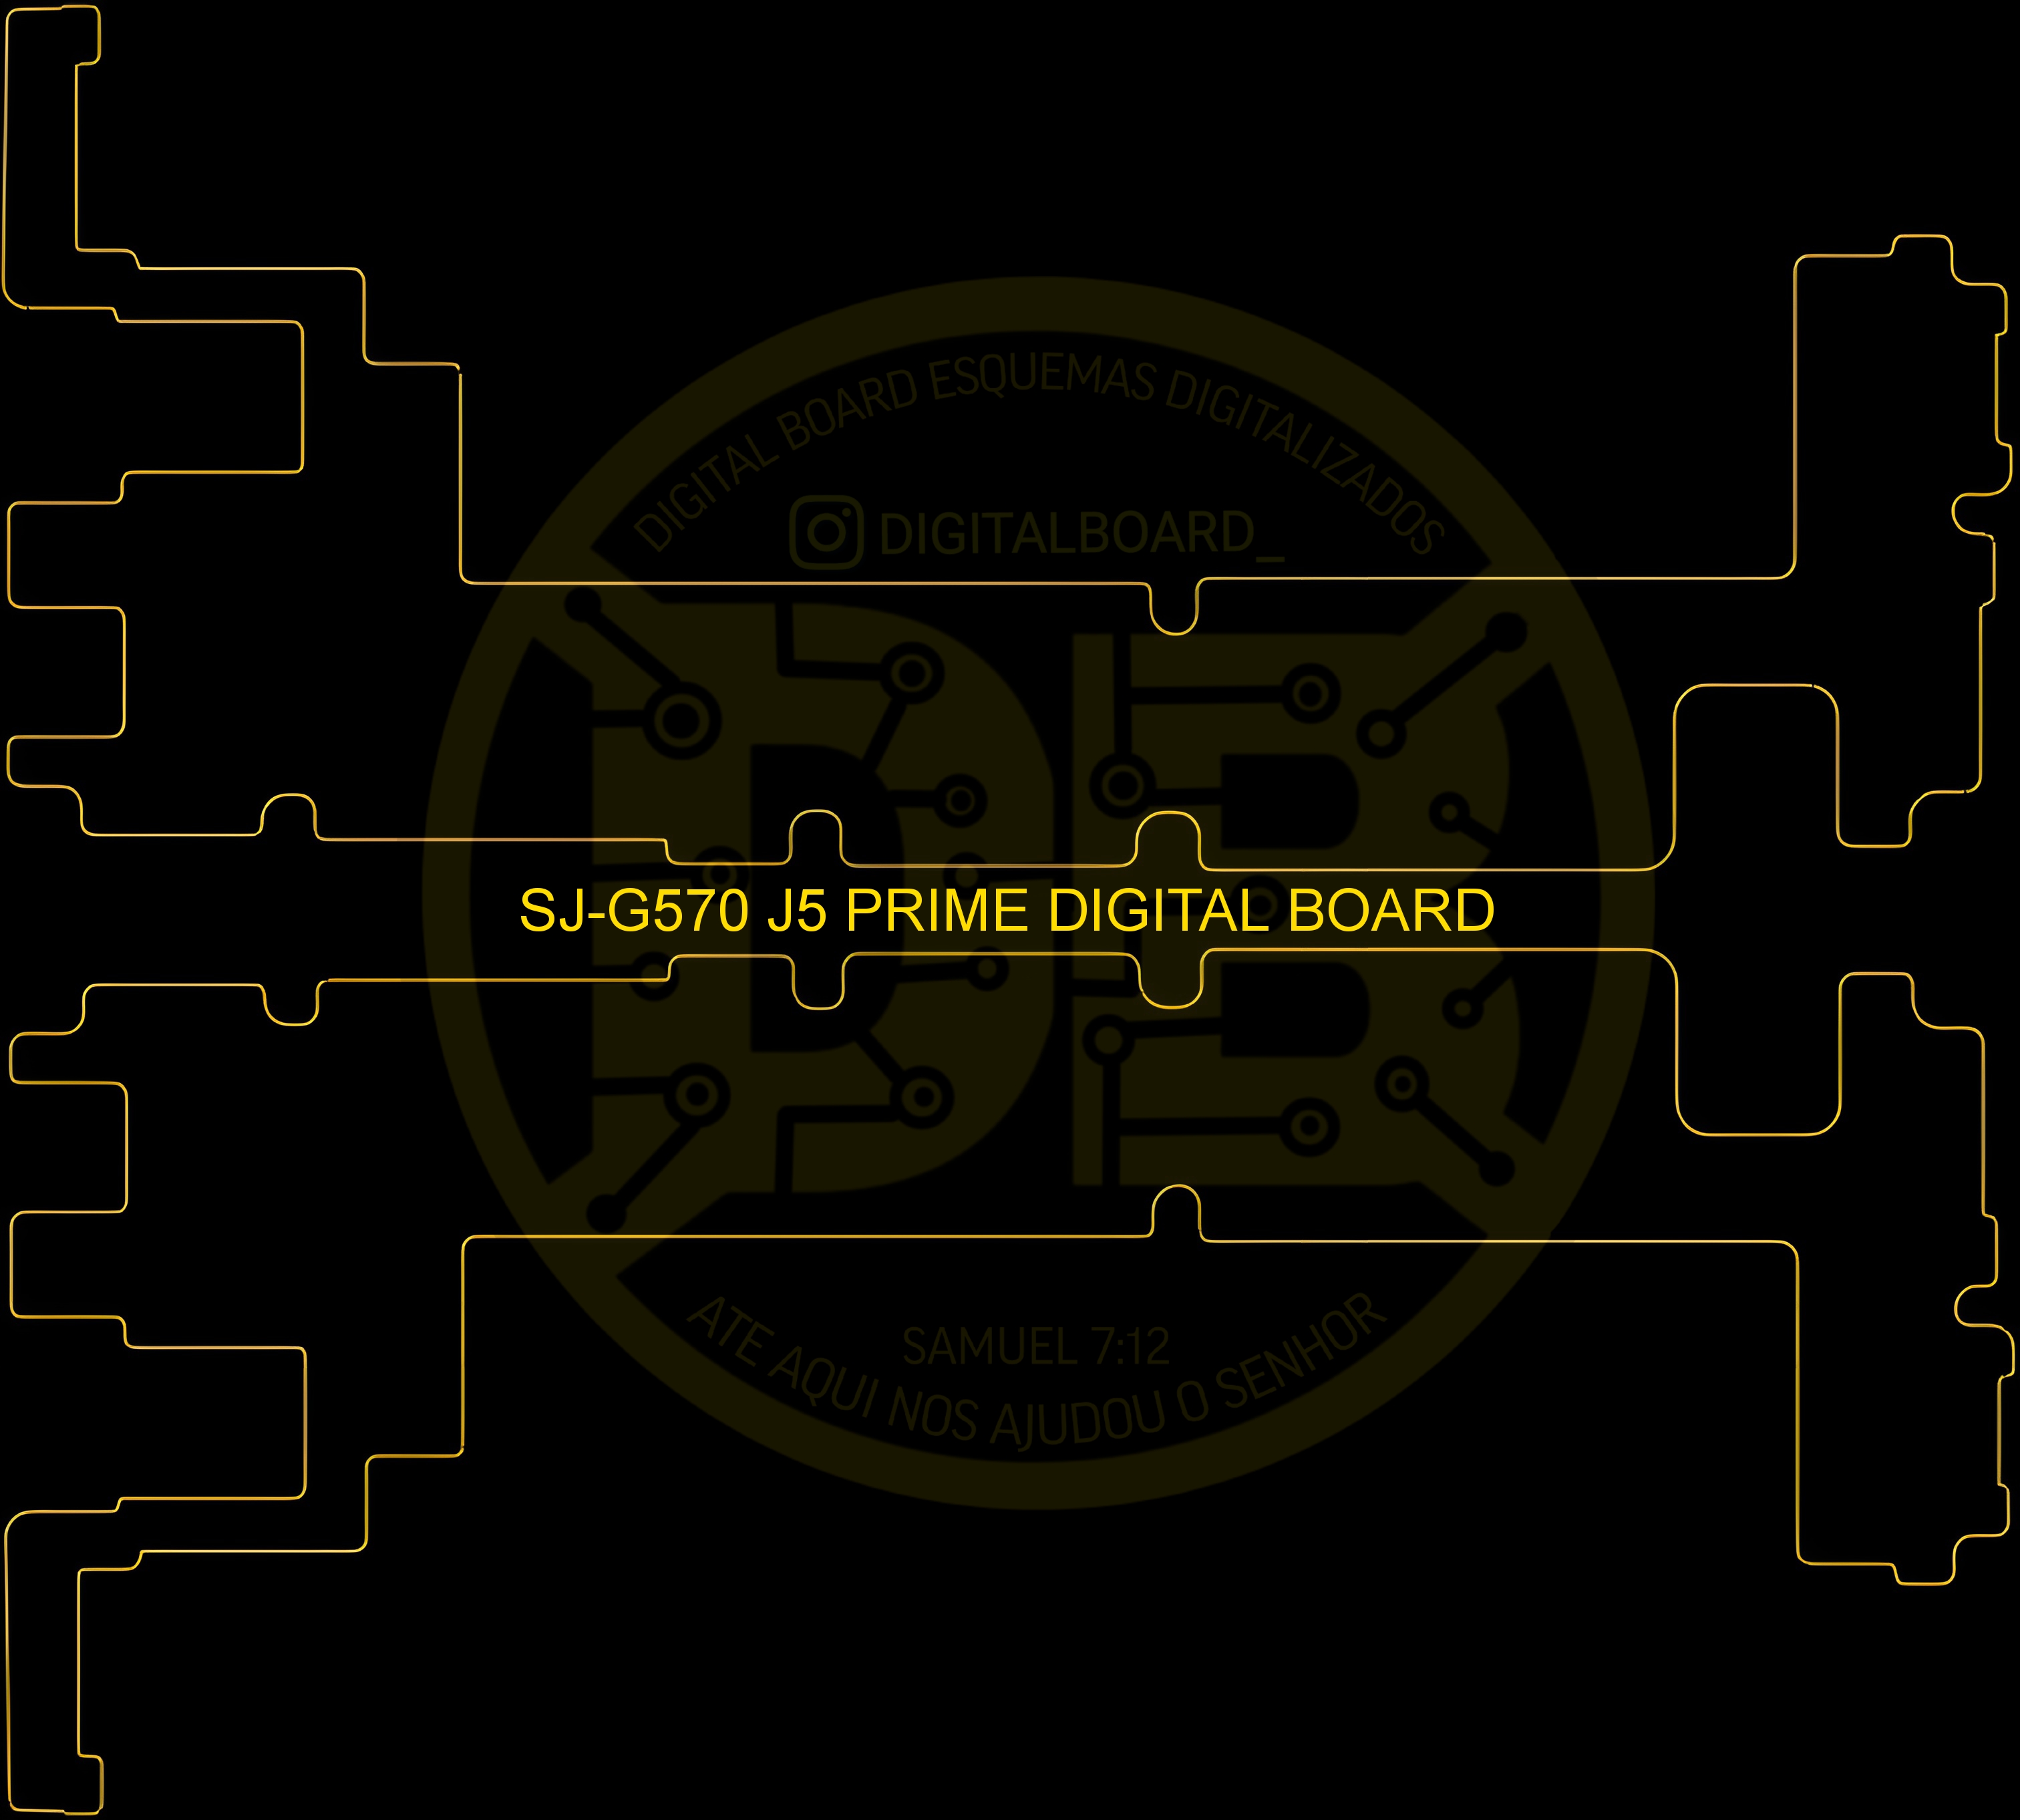 DIGITAL BOARD ESQUEMAS DIGITALIZADOS
DIGITALBOARD_
SJ-G570 J5 PRIME DIGITAL BOARD
SAMUEL 7:12
ATE AQUI NOS AJUDOU O SENHOR